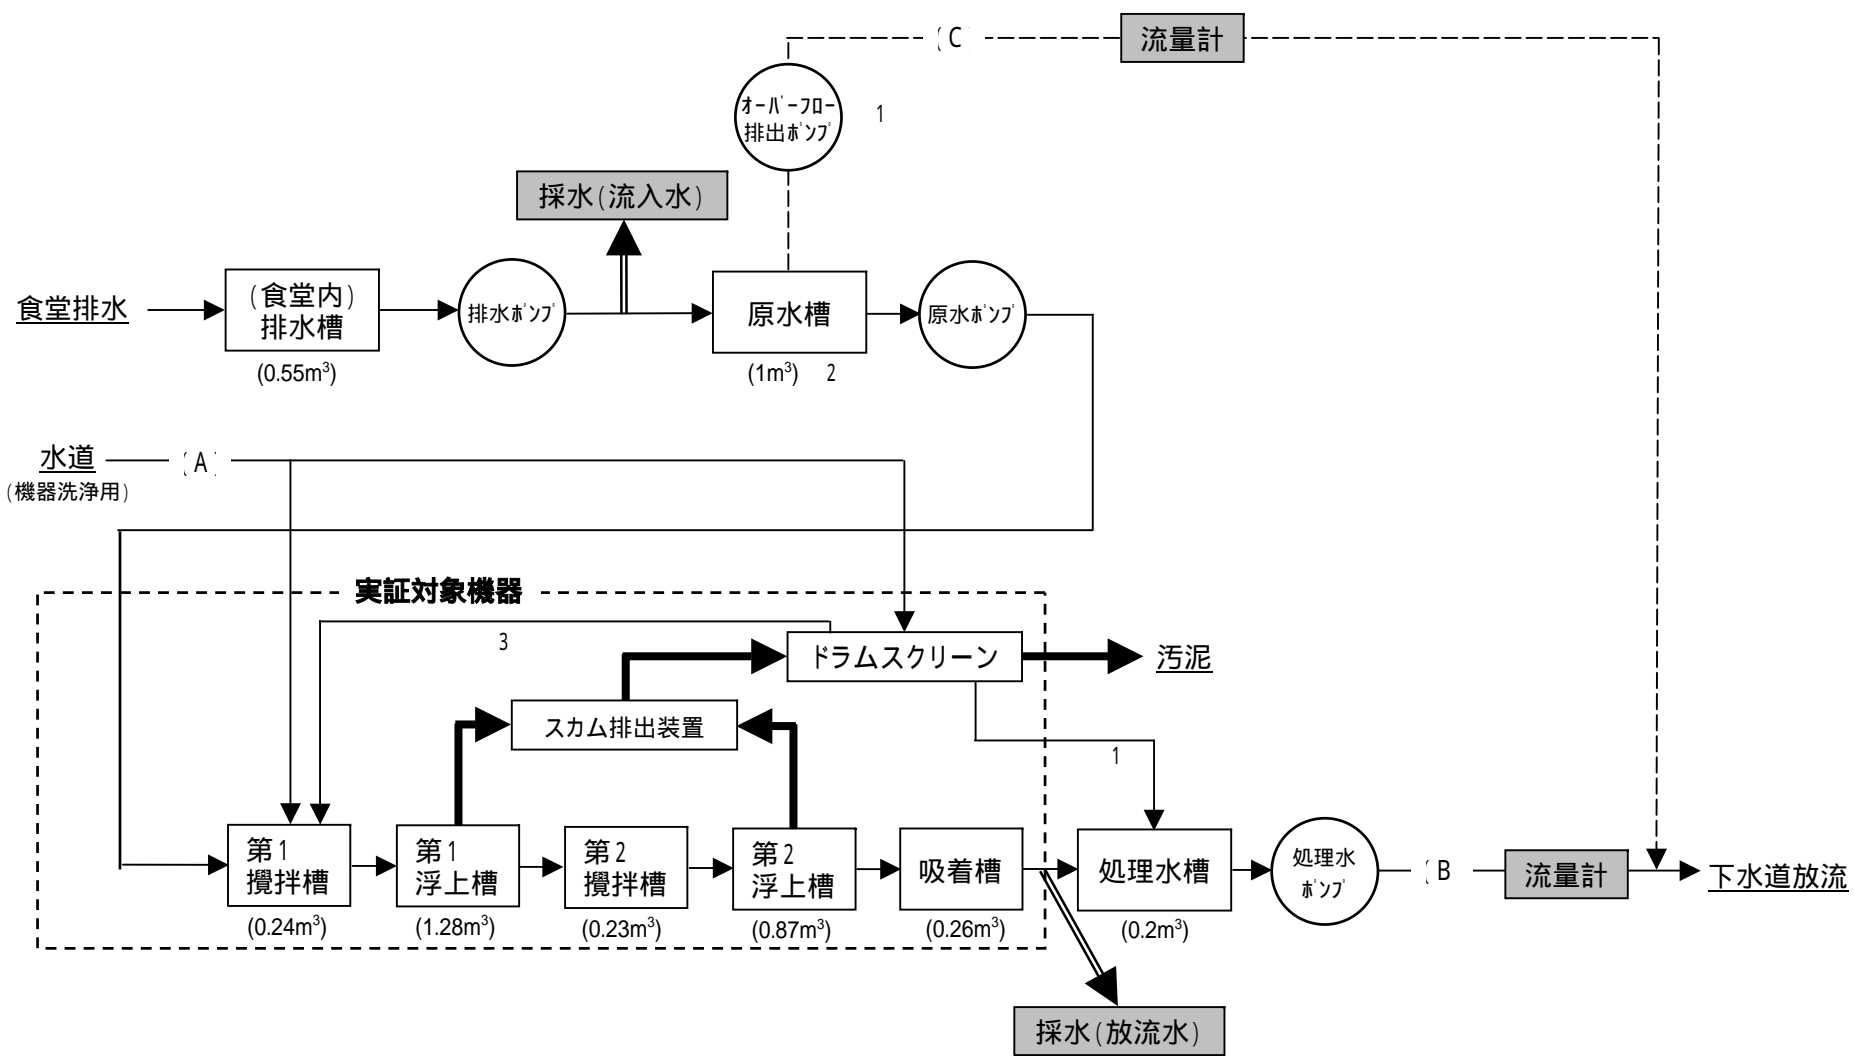 (C)
流量計
オーバーフロー
排出ポンプ
1
採水(流入水)
食堂排水
(食堂内)
排水槽
(0.55m³)
排水ポンプ
原水槽
(1m³) 2
原水ポンプ
水道
(A)
(機器洗浄用)
実証対象機器
3
ドラムスクリーン
汚泥
スカム排出装置
1
第1
攪拌槽
(0.24m³)
第1
浮上槽
(1.28m³)
第2
攪拌槽
(0.23m³)
第2
浮上槽
(0.87m³)
吸着槽
(0.26m³)
処理水槽
(0.2m³)
処理水
ポンプ
(B
流量計
下水道放流
採水(放流水)